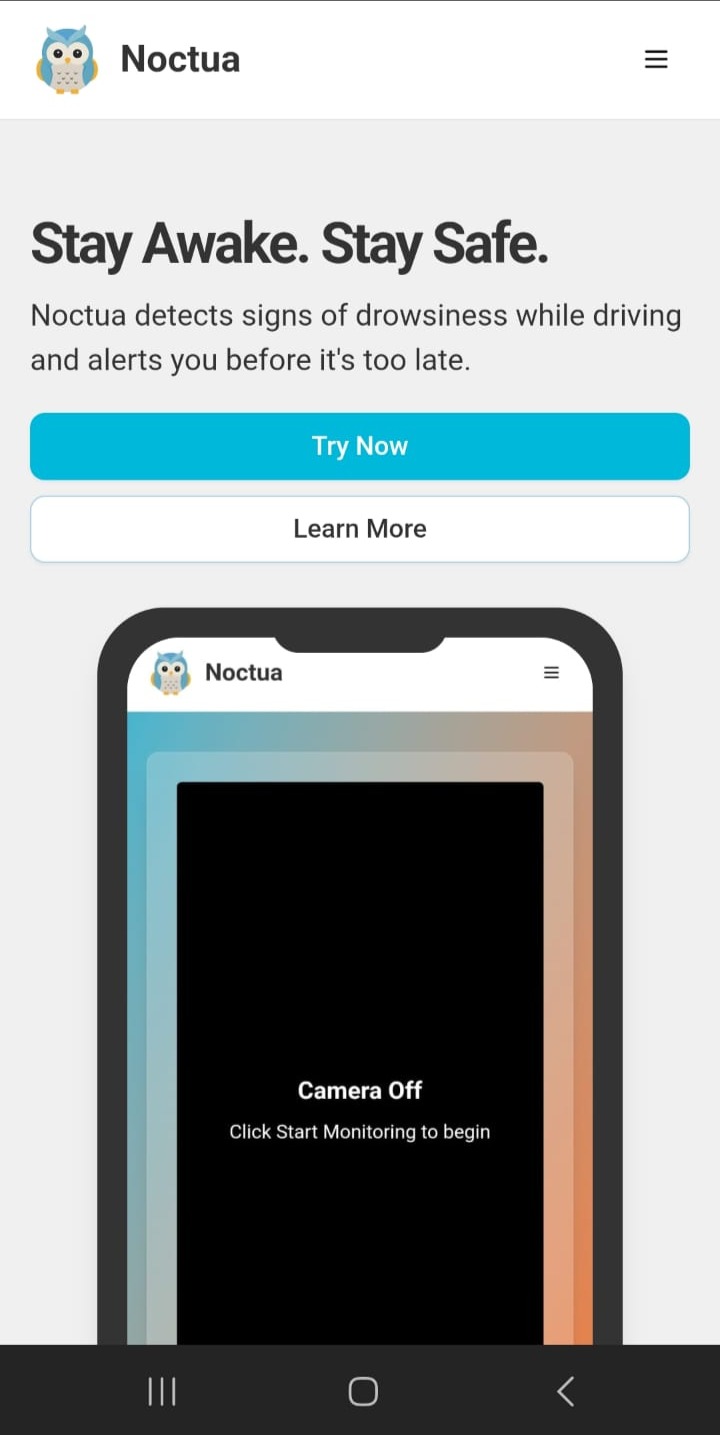 Noctua
Stay Awake. Stay Safe.
Noctua detects signs of drowsiness while driving
and alerts you before it's too late.
Try Now
Learn More
Noctua
Camera Off
Click Start Monitoring to begin